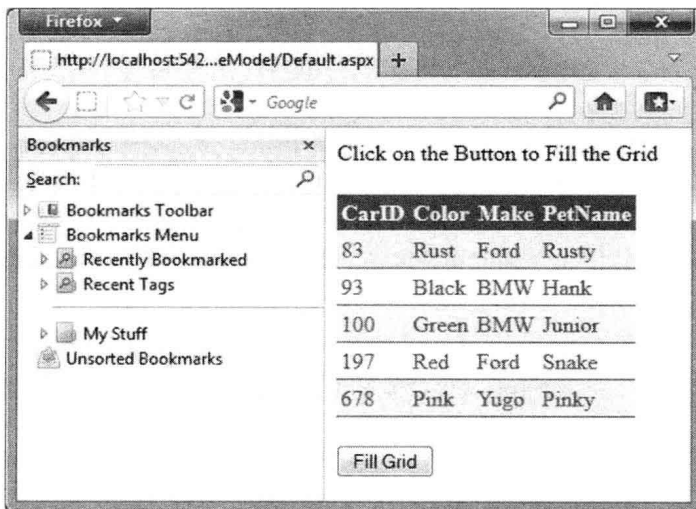 Firefox
http://localhost:542...eModel/Default.aspx
Google
Bookmarks
Search:
Bookmarks Toolbar
Bookmarks Menu
Recently Bookmarked
Recent Tags
My Stuff
Unsorted Bookmarks
Click on the Button to Fill the Grid
CarID Color Make PetName
83 Rust Ford Rusty
93 Black BMW Hank
100 Green BMW Junior
197 Red Ford Snake
678 Pink Yugo Pinky
Fill Grid